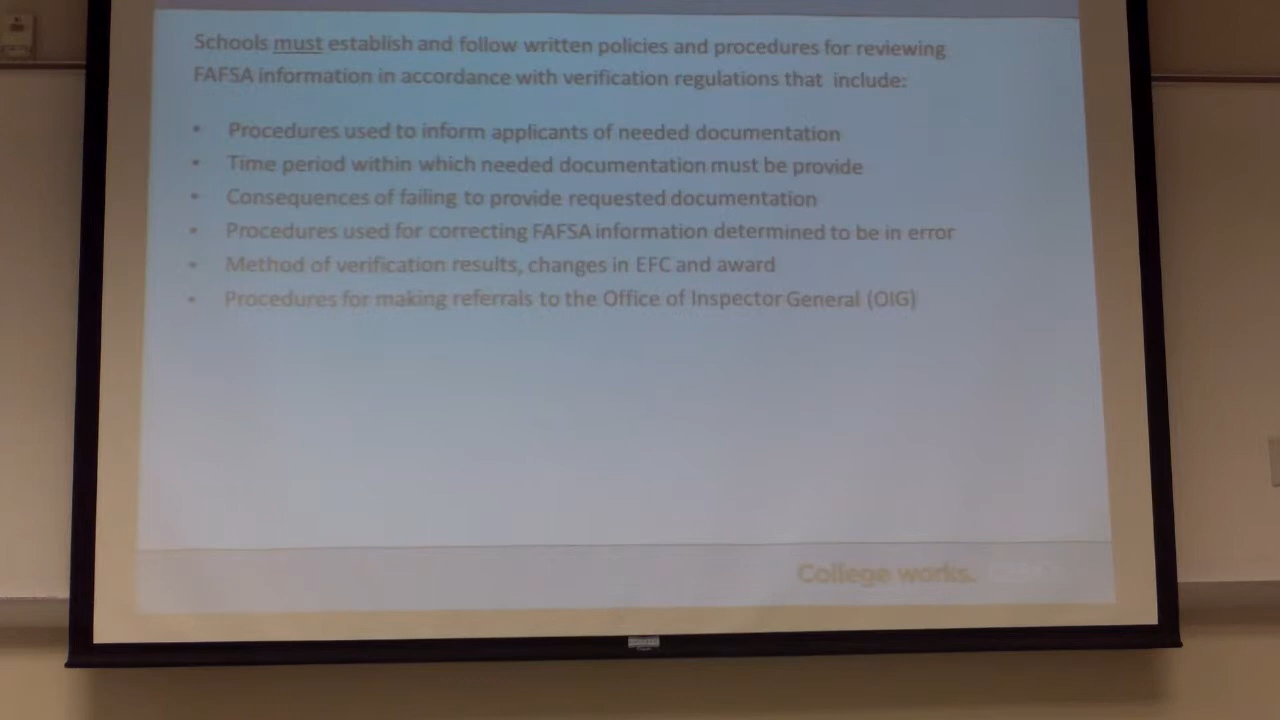 Schools must establish and follow written policies and procedures for reviewing
FAFSA information in accordance with verification regulations that include:
• Procedures used to inform applicants of needed documentation
• Time period within which needed documentation must be provide
• Consequences of failing to provide requested documentation
• Procedures used for correcting FAFSA information determined to be in error
• Method of verification results, changes in EFC and award
• Procedures for making referrals to the Office of Inspector General (OIG)
College works.